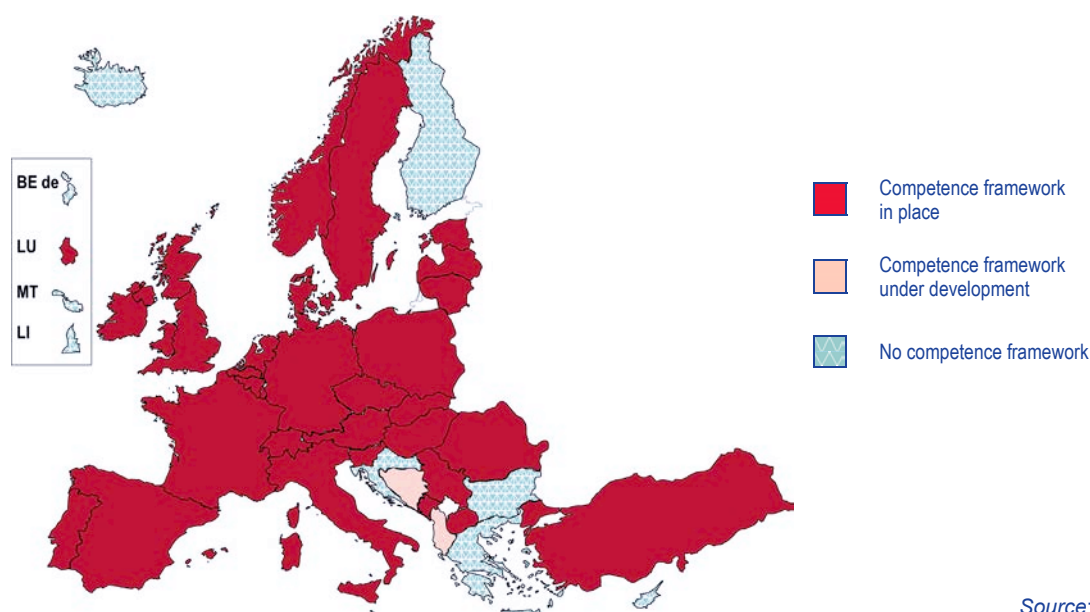 BE de
LU
MT
LI
Competence framework
in place
Competence framework
under development
No competence framework
Source: